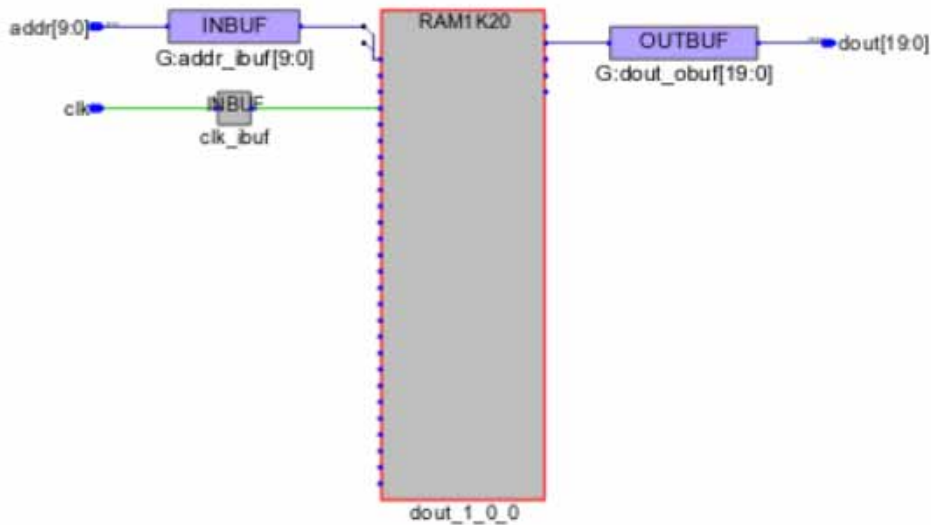 addr[9:0]
INBUF
G:addr_ibuf[9:0]
clk
INBUF
clk_ibuf
RAM1K20
dout_1_0_0
OUTBUF
G:dout_obuf[19:0]
dout[19:0]